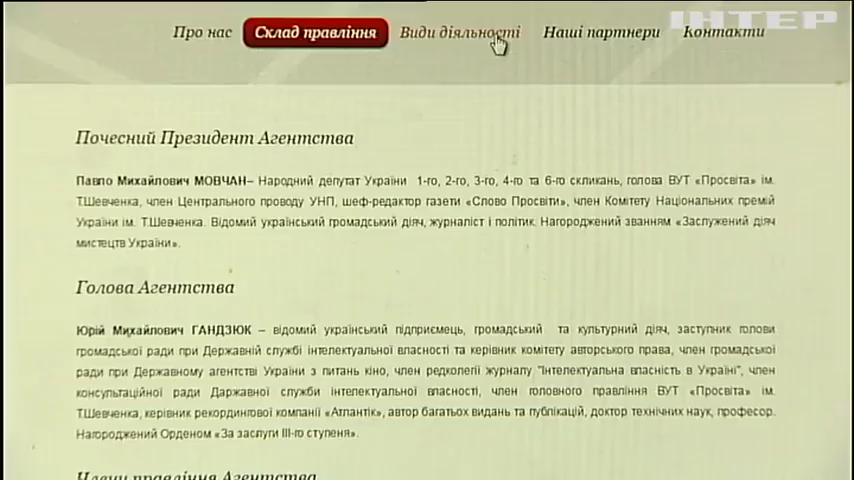 ІНТЕР
Про нас
Склад правління
Види діяльності
Наші партнери
Контакти
Почесний Президент Агентства
Павло Михайлович МОВЧАН– Народний депутат України 1-го, 2-го, 3-го, 4-го та 6-го скликань, голова ВУТ «Просвіта» ім.
Т.Шевченка, член Центрального проводу УНП, шеф-редактор газети «Слово Просвіти», член Комітету Національних премій
України ім. Т.Шевченка. Відомий український громадський діяч, журналіст і політик. Нагороджений званням «Заслужений діяч
мистецтв України».
Голова Агентства
Юрій Михайлович ГАНДЗЮК – відомий український підприємець, громадський та культурний діяч, заступник голови
громадської ради при Державній службі інтелектуальної власності та керівник комітету авторського права, член громадської
ради при Державному агентстві України з питань кіно, член редколегії журналу "Інтелектуальна власність в Україні", член
консультаційної ради Даржавної служби інтелектуальної власності, член головного правління ВУТ «Просвіта» ім.
Т.Шевченка, керівник рекордингової компанії «Атлантік», автор багатьох видань та публікацій, доктор технічних наук, професор.
Нагороджений Орденом «За заслуги III-го ступеня».
Члени правління Агентства